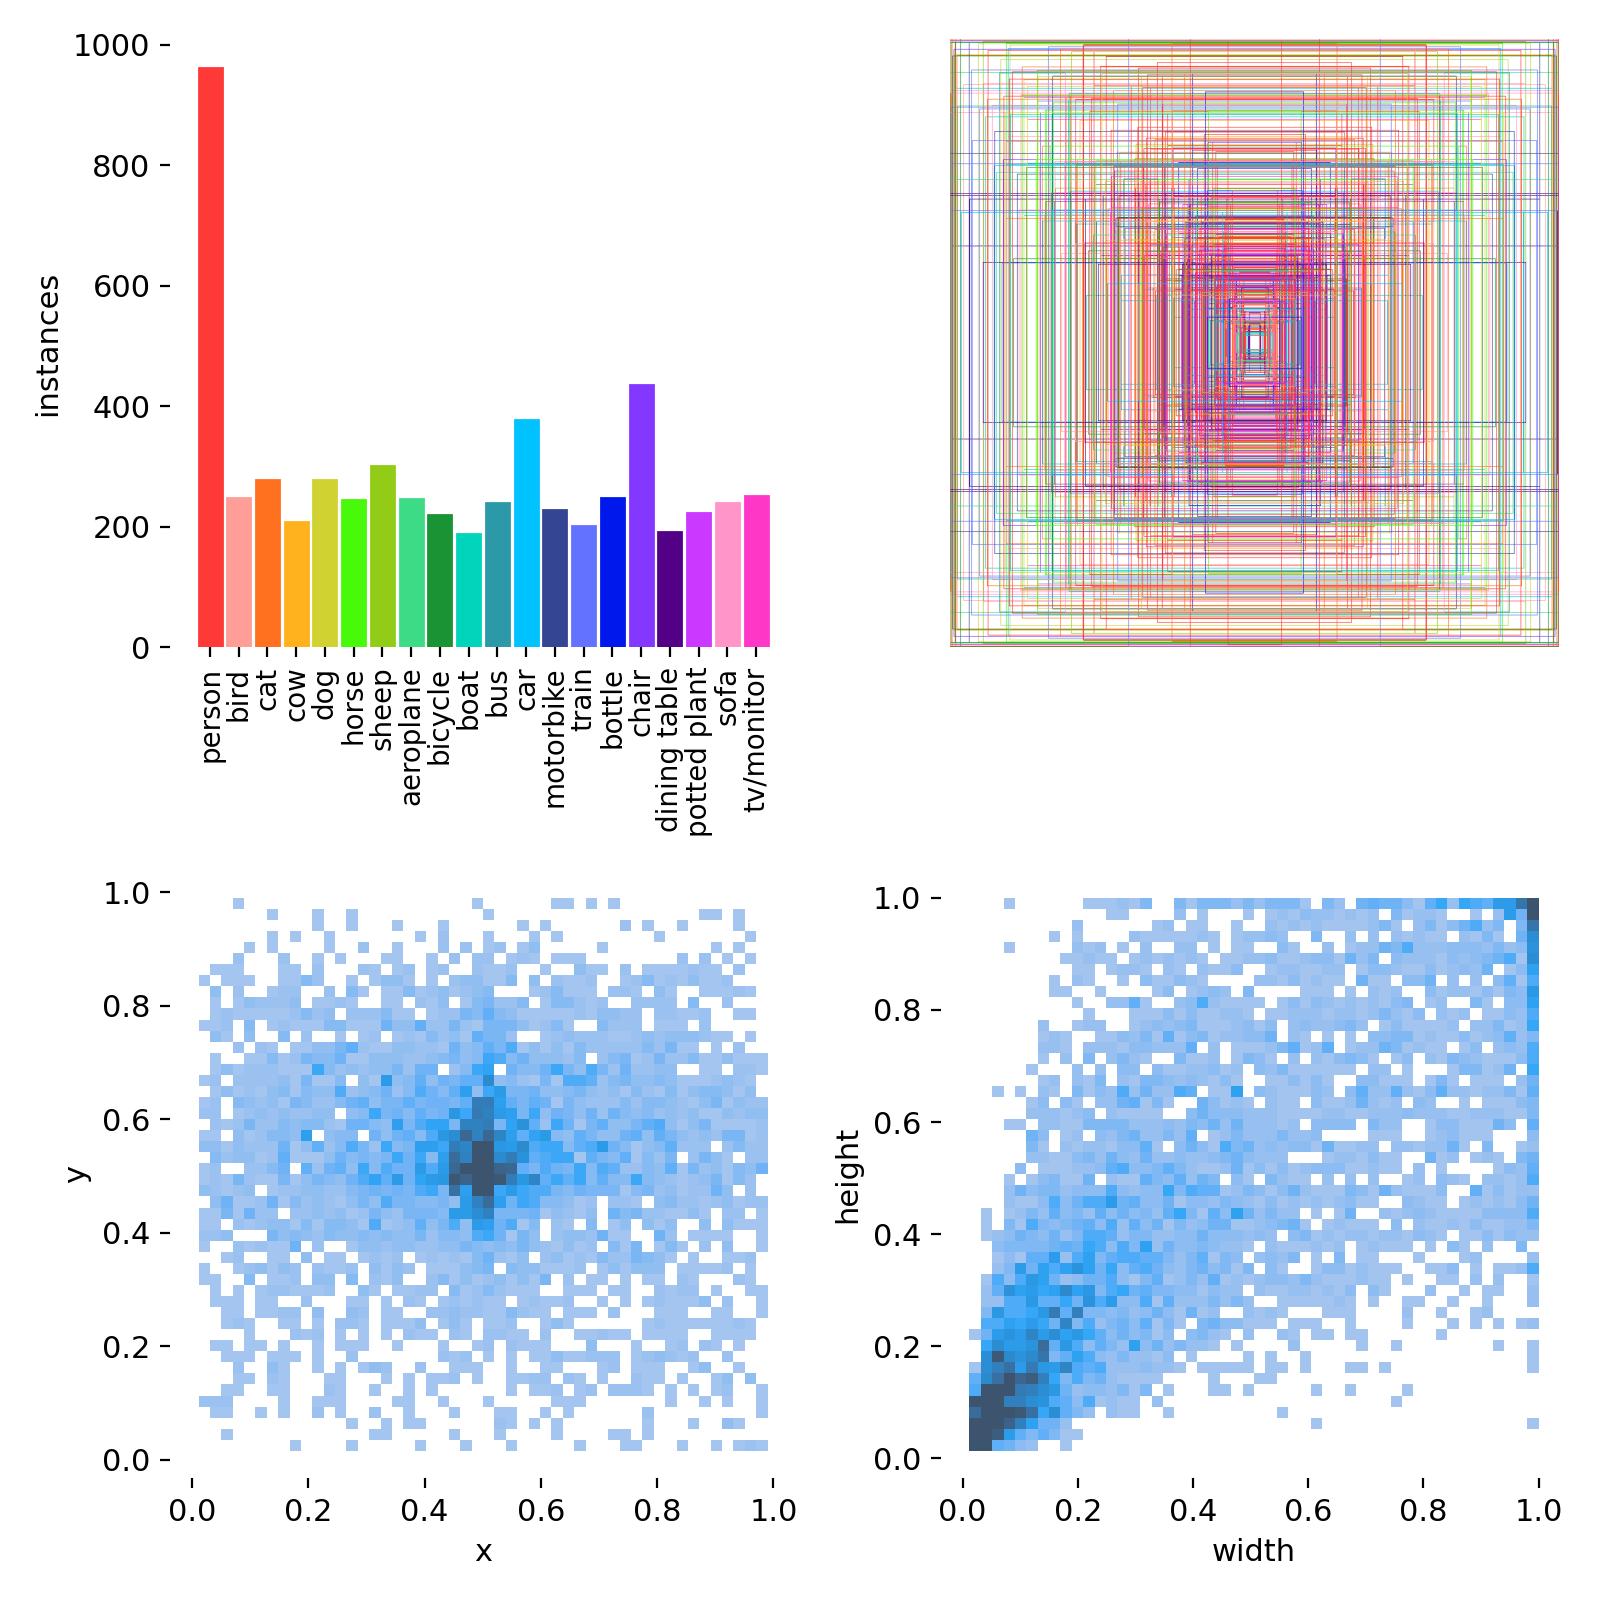 1000
800
600
400
200
0
instances
person
bird
cat
cow
dog
horse
sheep
aeroplane
bicycle
boat
bus
car
motorbike
train
bottle
chair
dining table
potted plant
sofa
tv/monitor
1.0
0.8
0.6
0.4
0.2
0.0
y
0.0 0.2 0.4 0.6 0.8 1.0
x
1.0
0.8
0.6
0.4
0.2
0.0
height
0.0 0.2 0.4 0.6 0.8 1.0
width